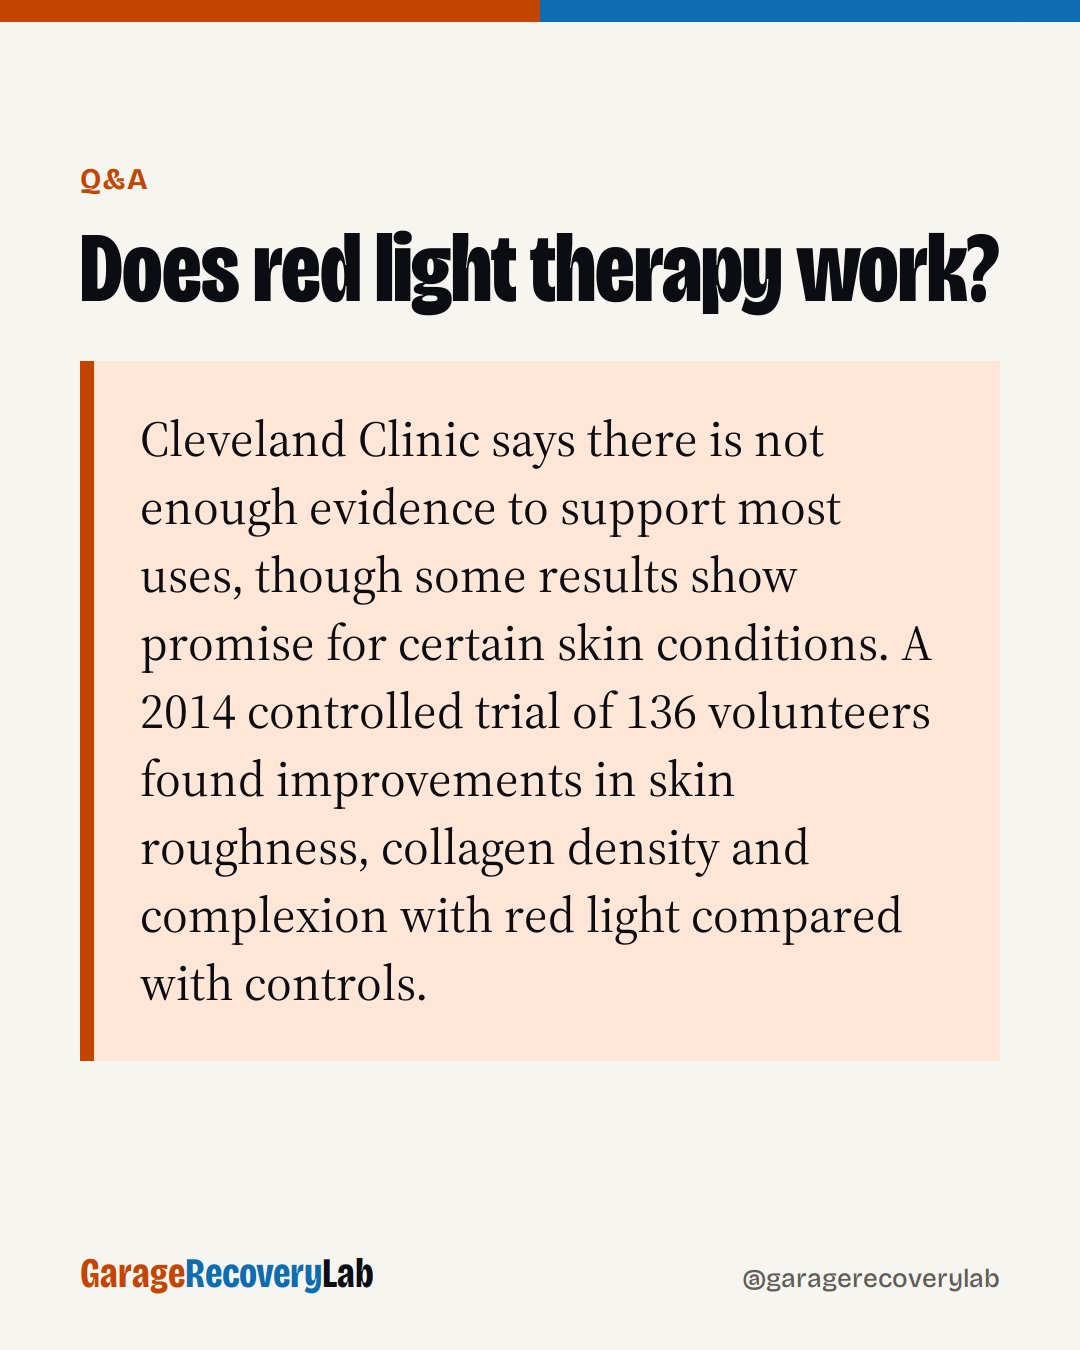 Q&A
Does red light therapy work?
Cleveland Clinic says there is not
enough evidence to support most
uses, though some results show
promise for certain skin conditions. A
2014 controlled trial of 136 volunteers
found improvements in skin
roughness, collagen density and
complexion with red light compared
with controls.
GarageRecoveryLab
@garagerecoverylab